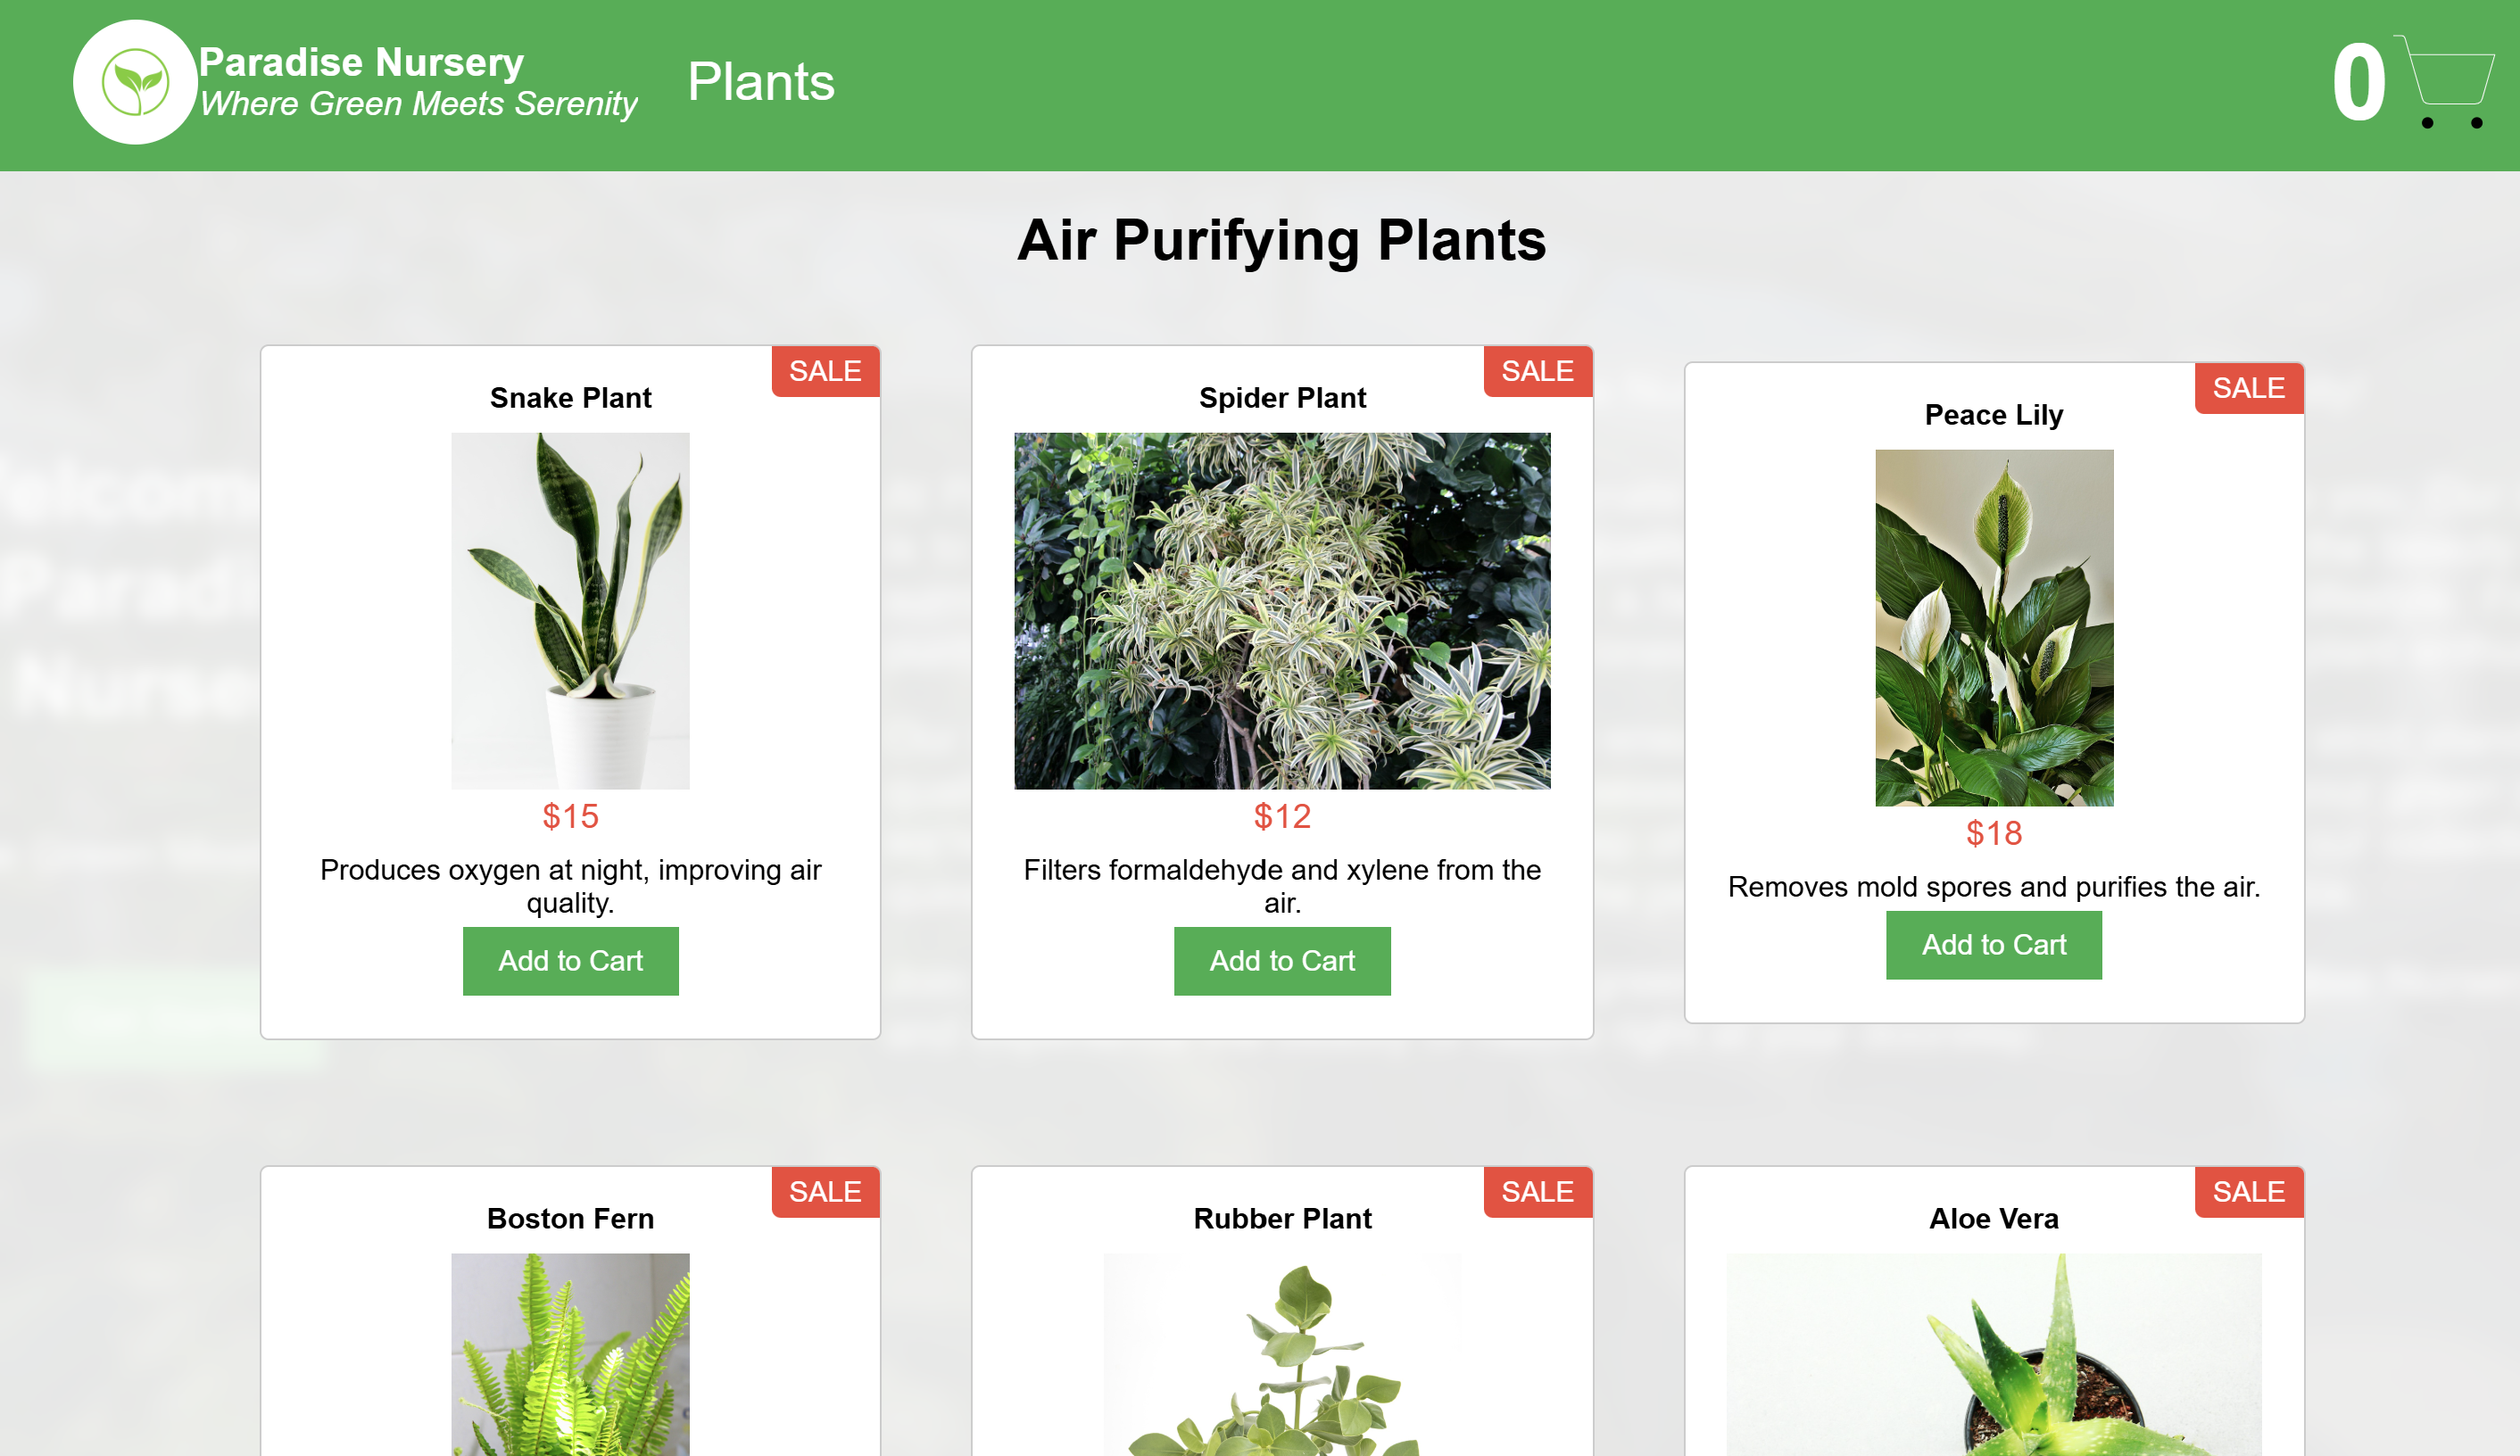 Paradise Nursery
Where Green Meets Serenity
Plants
0
Air Purifying Plants
SALE
Snake Plant
$15
Produces oxygen at night, improving air
quality.
Add to Cart
SALE
Spider Plant
$12
Filters formaldehyde and xylene from the
air.
Add to Cart
SALE
Peace Lily
$18
Removes mold spores and purifies the air.
Add to Cart
SALE
Boston Fern
SALE
Rubber Plant
SALE
Aloe Vera